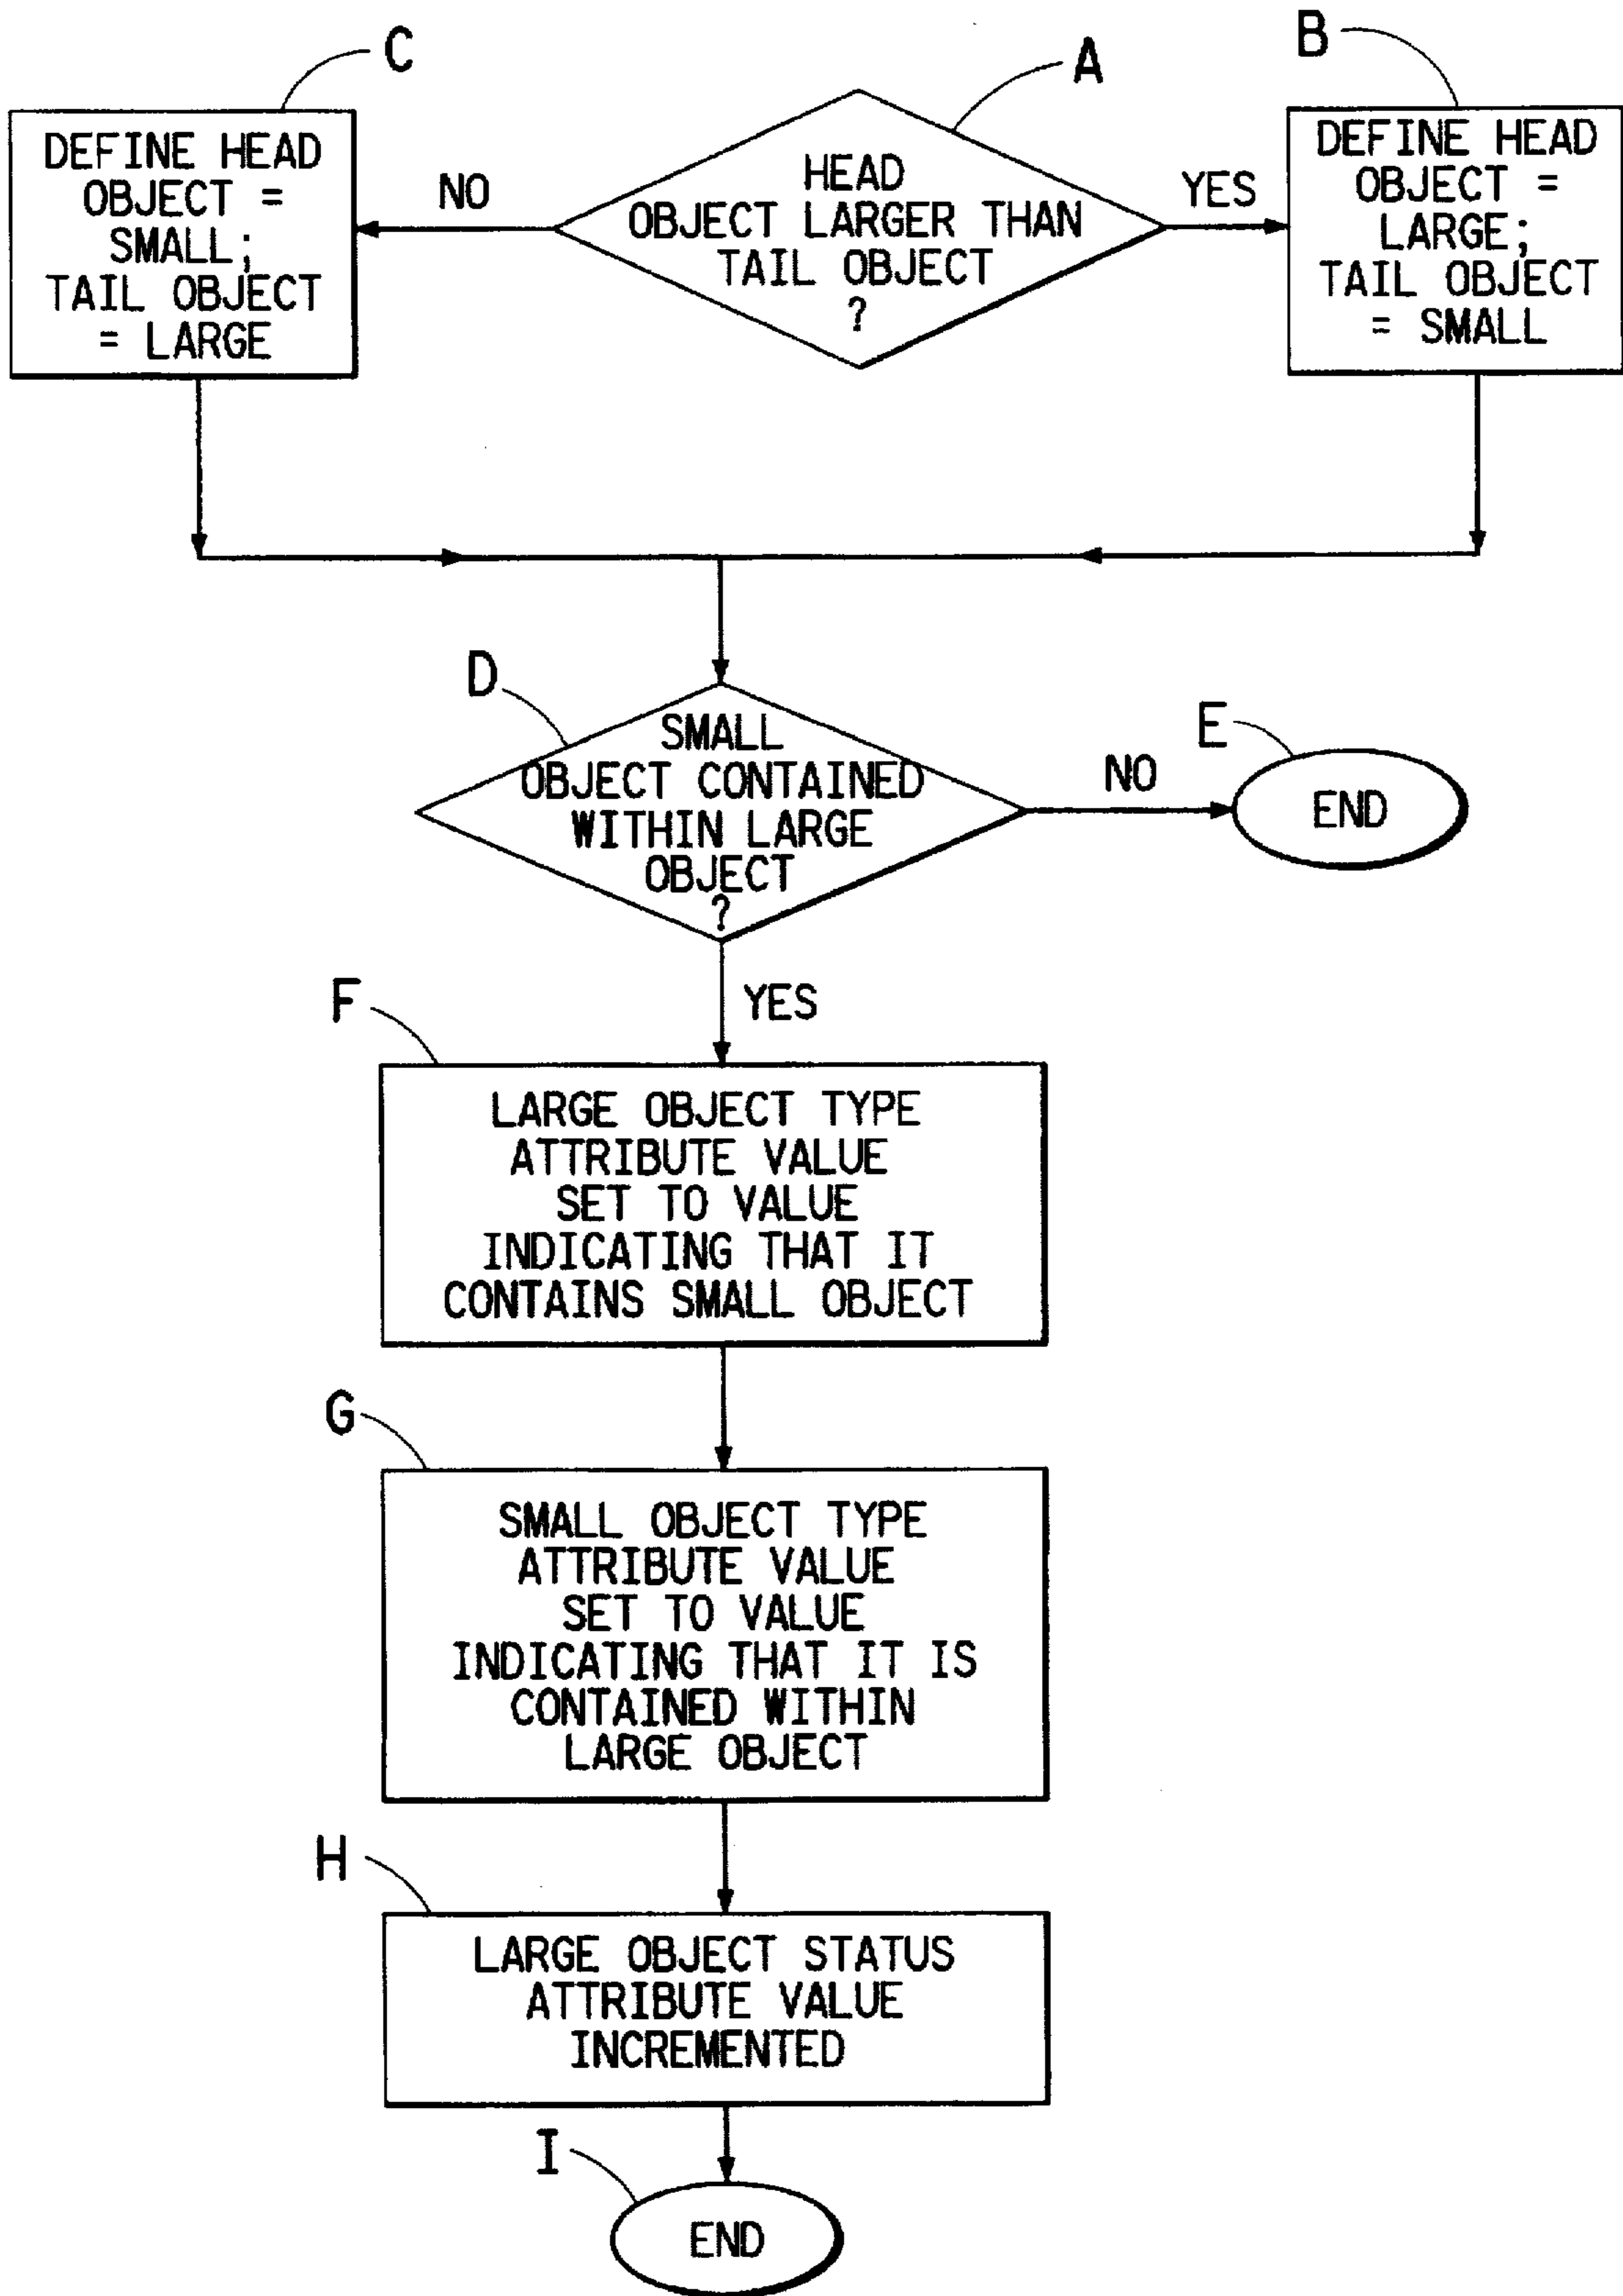 C
A
B
DEFINE HEAD
OBJECT =
SMALL;
TAIL OBJECT
= LARGE
NO
HEAD
OBJECT LARGER THAN
TAIL OBJECT
?
YES
DEFINE HEAD
OBJECT =
LARGE;
TAIL OBJECT
= SMALL
D
SMALL
OBJECT CONTAINED
WITHIN LARGE
OBJECT
?
NO
E
END
YES
F
LARGE OBJECT TYPE
ATTRIBUTE VALUE
SET TO VALUE
INDICATING THAT IT
CONTAINS SMALL OBJECT
G
SMALL OBJECT TYPE
ATTRIBUTE VALUE
SET TO VALUE
INDICATING THAT IT IS
CONTAINED WITHIN
LARGE OBJECT
H
LARGE OBJECT STATUS
ATTRIBUTE VALUE
INCREMENTED
I
END